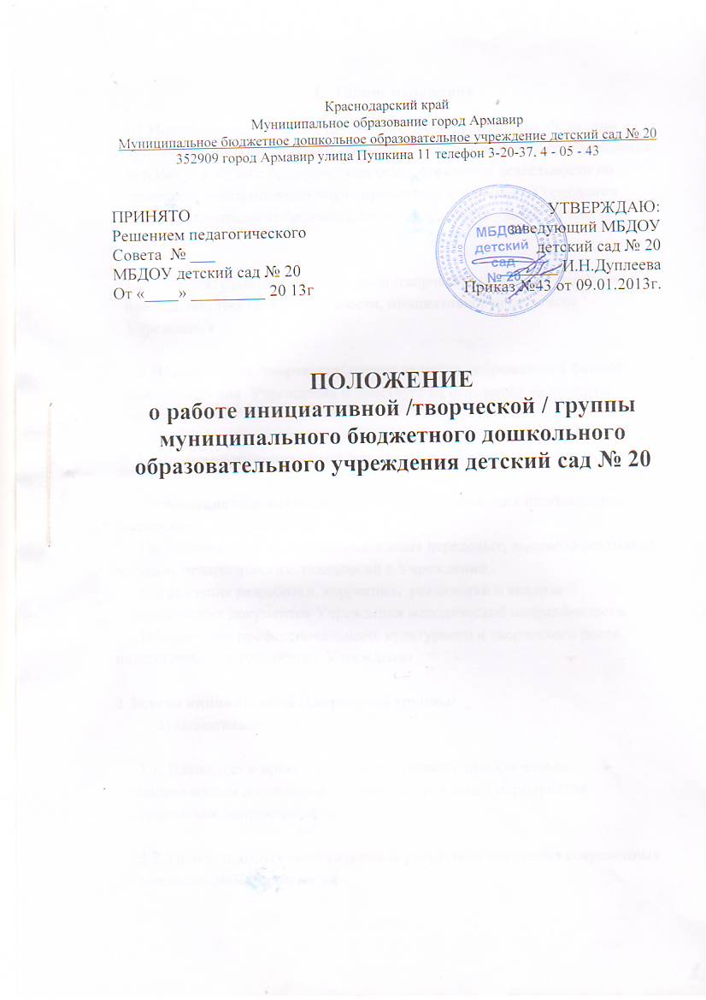 Краснодарский край
Муниципальное образование город Армавир
Муниципальное бюджетное дошкольное образовательное учреждение детский сад № 20
352909 город Армавир улица Пушкина 11 телефон 3-20-37, 4 - 05 - 43
ПРИНЯТО
Решением педагогического
Совета № ___
МБДОУ детский сад № 20
От «____» _________ 20 13г
УТВЕРЖДАЮ:
заведующий МБДОУ
детский сад № 20
И.Н.Дуплеева
Приказ №43 от 09.01.2013г.
МБДОУ
детский
сад
№ 20
ПОЛОЖЕНИЕ
о работе инициативной /творческой / группы
муниципального бюджетного дошкольного
образовательного учреждения детский сад № 20